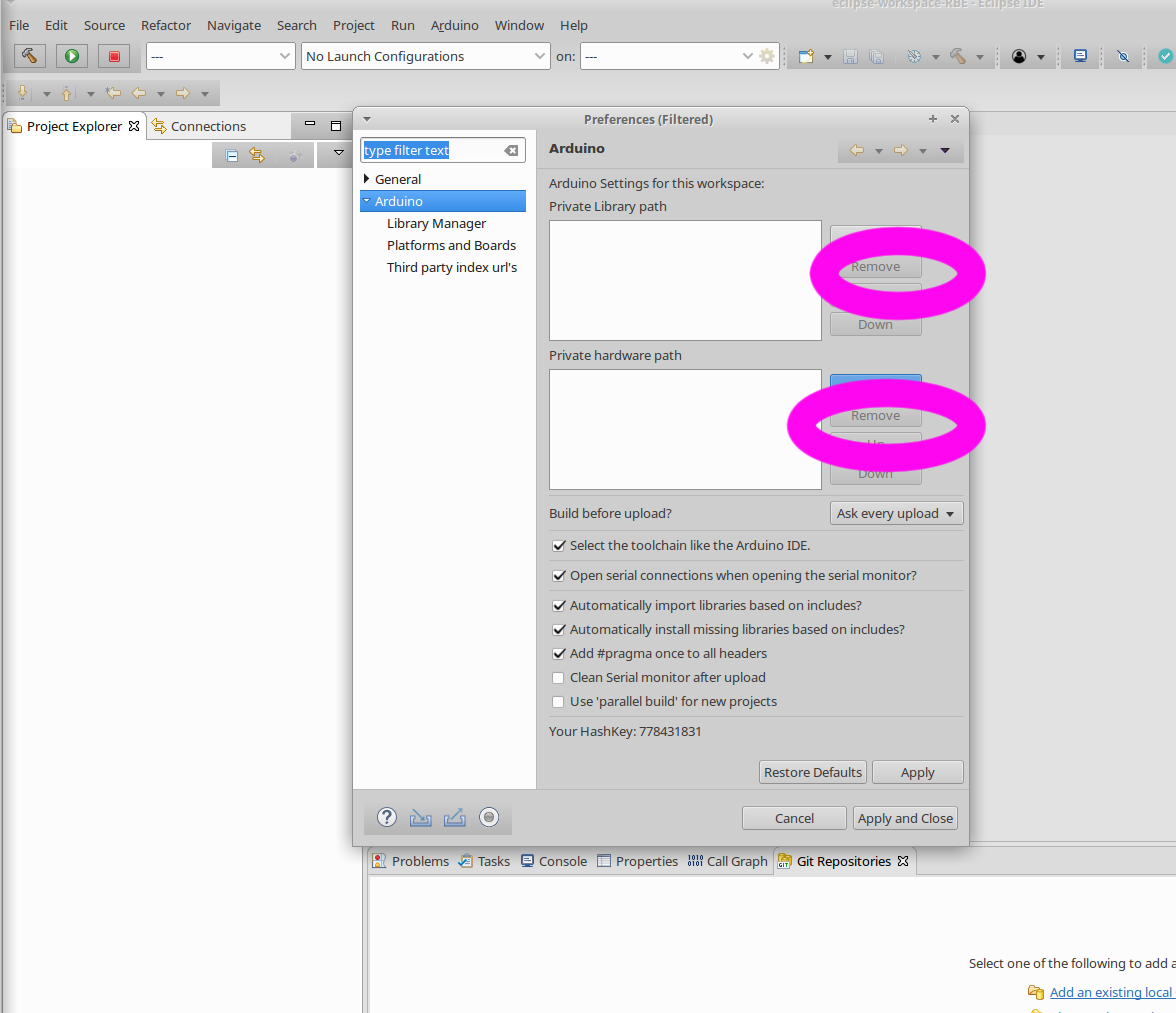 eclipse-workspace-RBE - Eclipse IDE
File Edit Source Refactor Navigate Search Project Run Arduino Window Help
--- No Launch Configurations on: ---
Project Explorer Connections
Preferences (Filtered)
type filter text
General
Arduino
Library Manager
Platforms and Boards
Third party index url's
Arduino
Arduino Settings for this workspace:
Private Library path
Remove
Down
Private hardware path
Remove
Up
Down
Build before upload? Ask every upload
Select the toolchain like the Arduino IDE.
Open serial connections when opening the serial monitor?
Automatically import libraries based on includes?
Automatically install missing libraries based on includes?
Add #pragma once to all headers
Clean Serial monitor after upload
Use 'parallel build' for new projects
Your HashKey: 778431831
Restore Defaults Apply
Cancel Apply and Close
Problems Tasks Console Properties Call Graph Git Repositories
Select one of the following to add a
Add an existing local